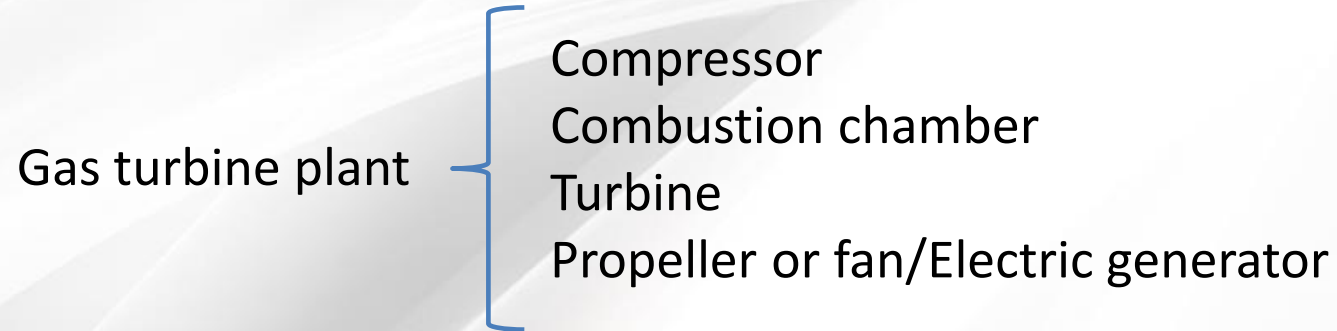 Gas turbine plant
Compressor
Combustion chamber
Turbine
Propeller or fan/Electric generator